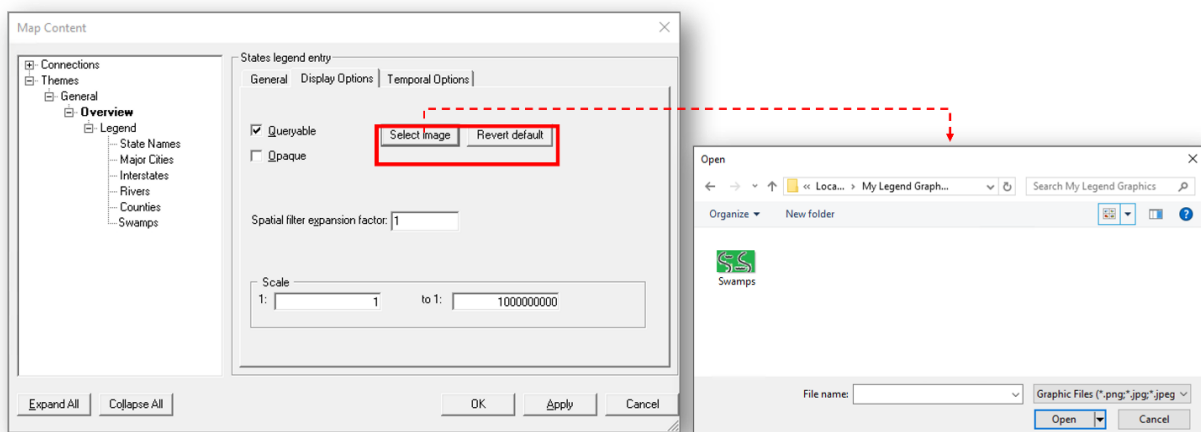 Map Content
Connections
Themes
General
Overview
Legend
State Names
Major Cities
Interstates
Rivers
Counties
Swamps
States legend entry
General Display Options Temporal Options
Queryable
Opaque
Select Image Revert default
Spatial filter expansion factor: 1
Scale
1: 1 to 1: 1000000000
Expand All Collapse All OK Apply Cancel
Open
« Loca... > My Legend Graph... Search My Legend Graphics
Organize New folder
Swamps
File name: Graphic Files (*.png;*.jpg;*.jpeg
Open Cancel